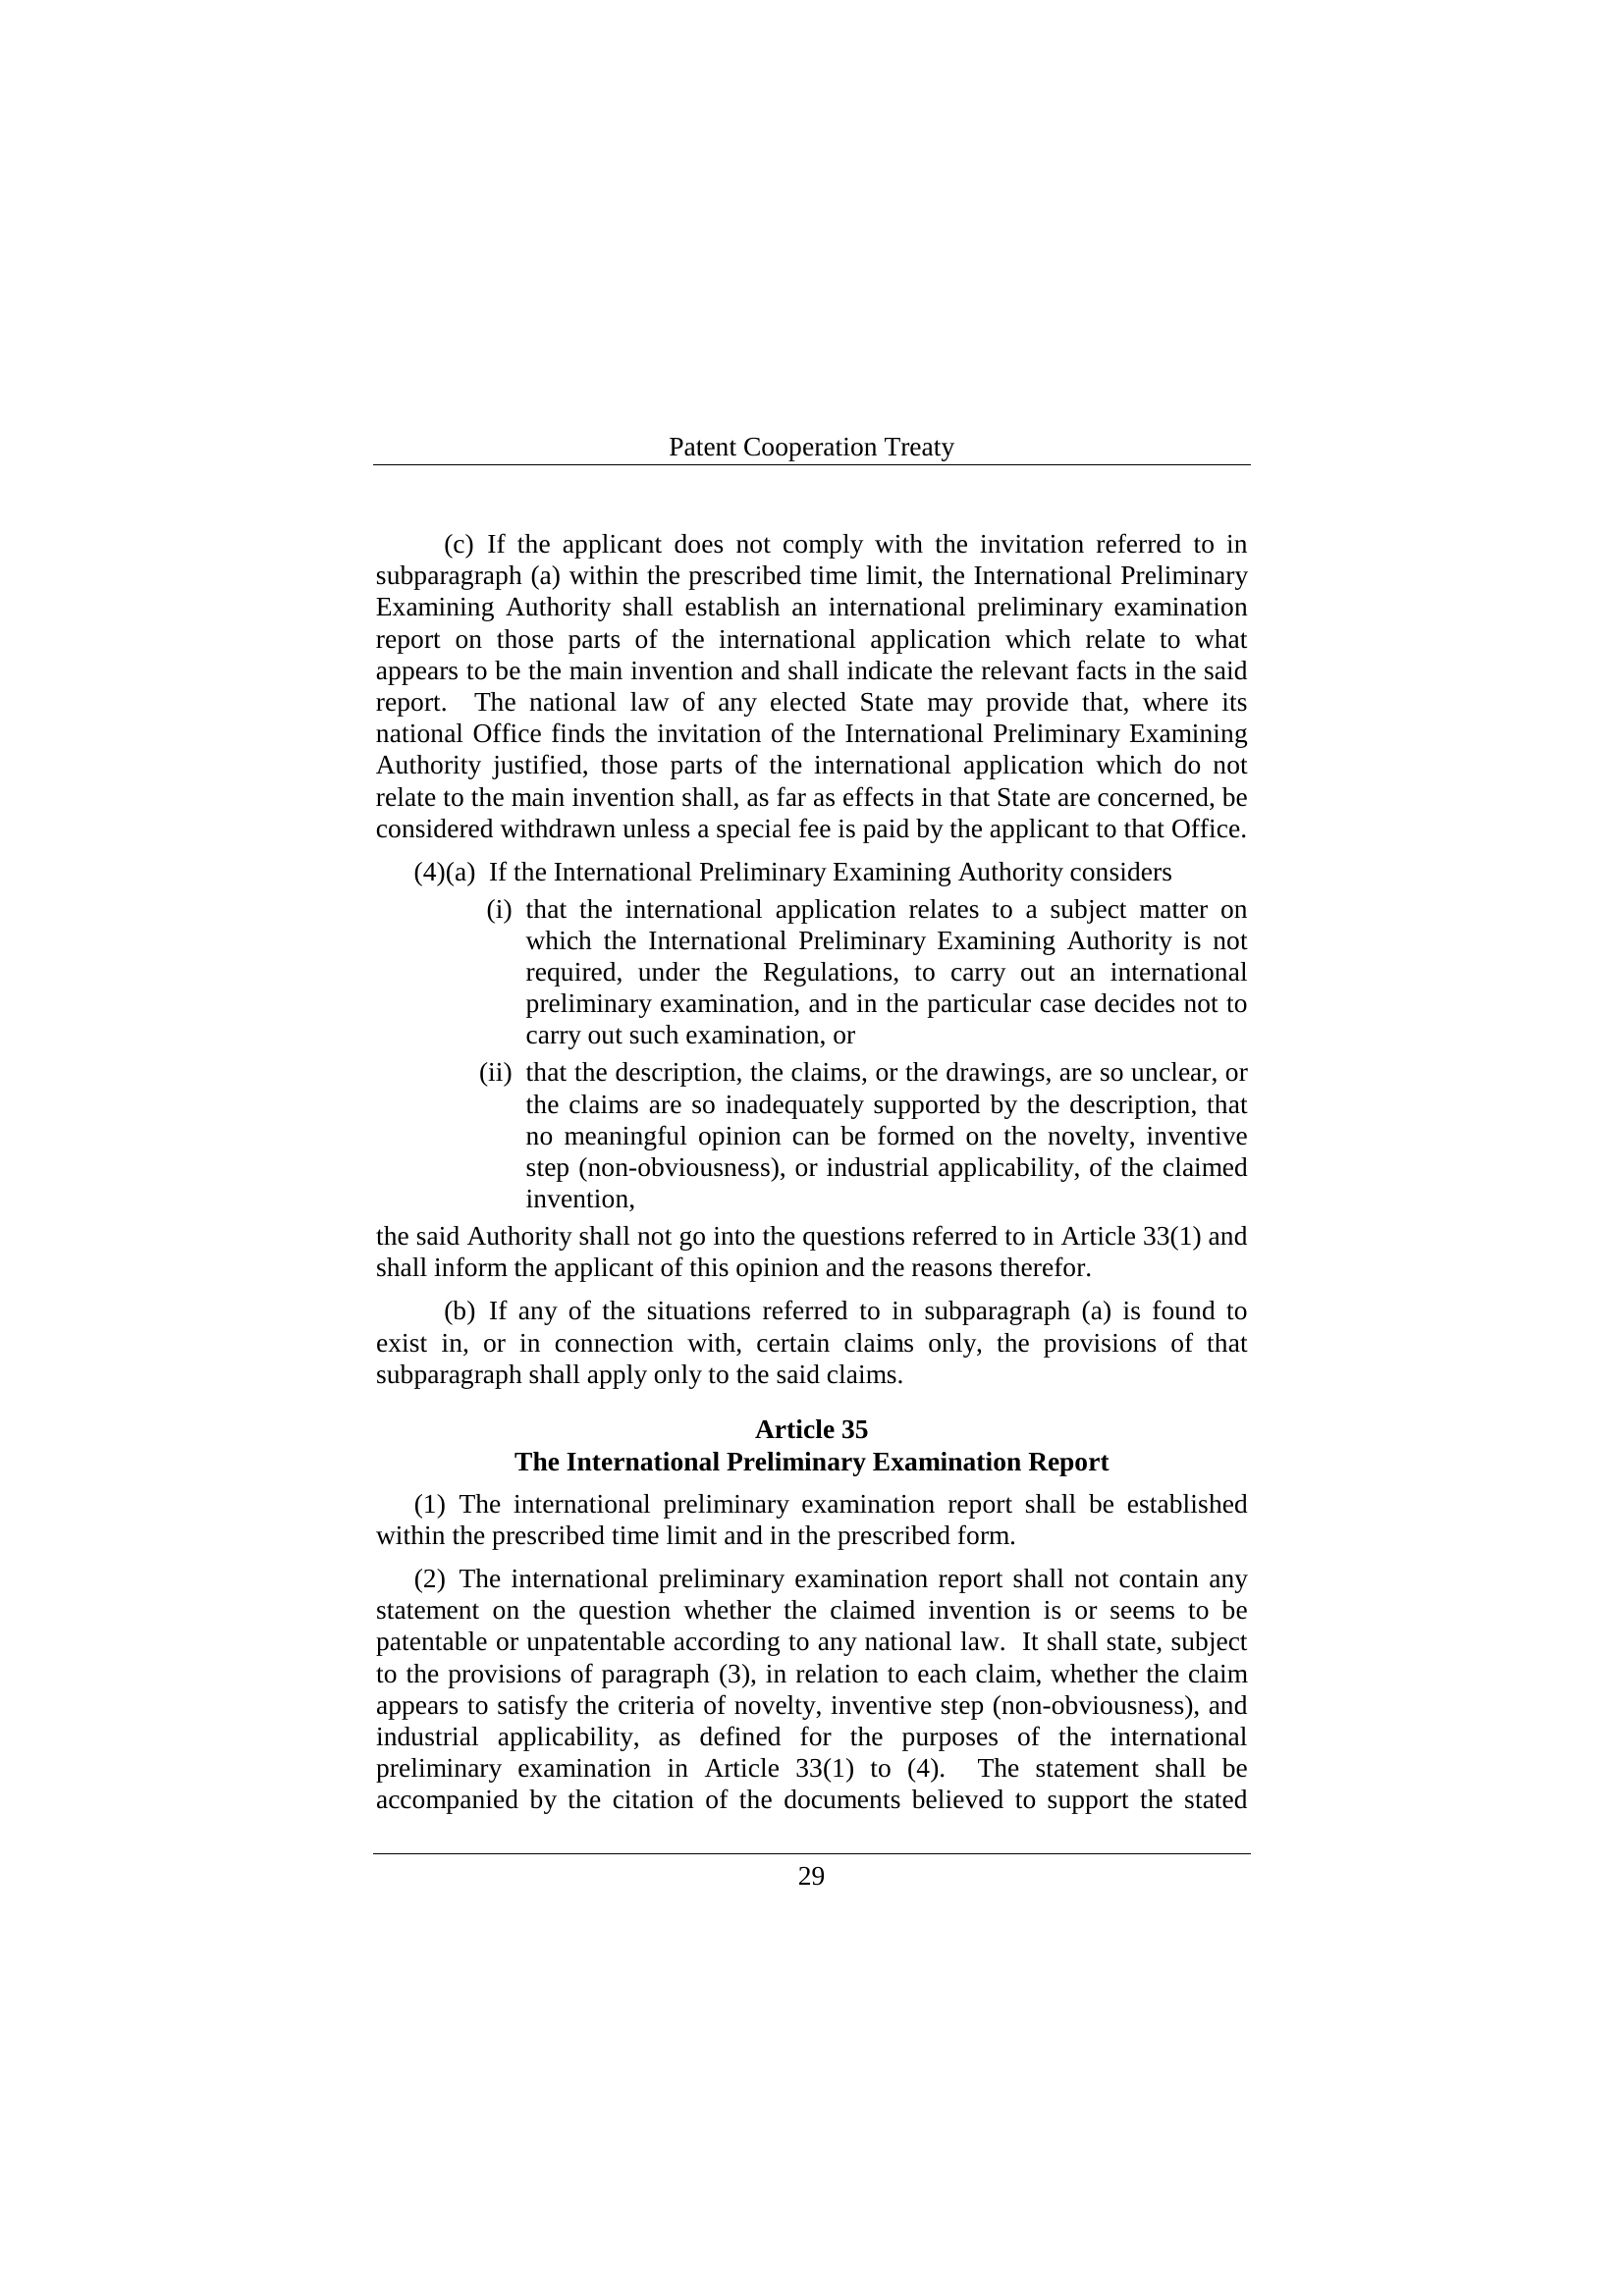 Patent Cooperation Treaty
(c) If the applicant does not comply with the invitation referred to in
subparagraph (a) within the prescribed time limit, the International Preliminary
Examining Authority shall establish an international preliminary examination
report on those parts of the international application which relate to what
appears to be the main invention and shall indicate the relevant facts in the said
report. The national law of any elected State may provide that, where its
national Office finds the invitation of the International Preliminary Examining
Authority justified, those parts of the international application which do not
relate to the main invention shall, as far as effects in that State are concerned, be
considered withdrawn unless a special fee is paid by the applicant to that Office.
(4)(a) If the International Preliminary Examining Authority considers
(i) that the international application relates to a subject matter on
which the International Preliminary Examining Authority is not
required, under the Regulations, to carry out an international
preliminary examination, and in the particular case decides not to
carry out such examination, or
(ii) that the description, the claims, or the drawings, are so unclear, or
the claims are so inadequately supported by the description, that
no meaningful opinion can be formed on the novelty, inventive
step (non-obviousness), or industrial applicability, of the claimed
invention,
the said Authority shall not go into the questions referred to in Article 33(1) and
shall inform the applicant of this opinion and the reasons therefor.
(b) If any of the situations referred to in subparagraph (a) is found to
exist in, or in connection with, certain claims only, the provisions of that
subparagraph shall apply only to the said claims.
Article 35
The International Preliminary Examination Report
(1) The international preliminary examination report shall be established
within the prescribed time limit and in the prescribed form.
(2) The international preliminary examination report shall not contain any
statement on the question whether the claimed invention is or seems to be
patentable or unpatentable according to any national law. It shall state, subject
to the provisions of paragraph (3), in relation to each claim, whether the claim
appears to satisfy the criteria of novelty, inventive step (non-obviousness), and
industrial applicability, as defined for the purposes of the international
preliminary examination in Article 33(1) to (4). The statement shall be
accompanied by the citation of the documents believed to support the stated
29